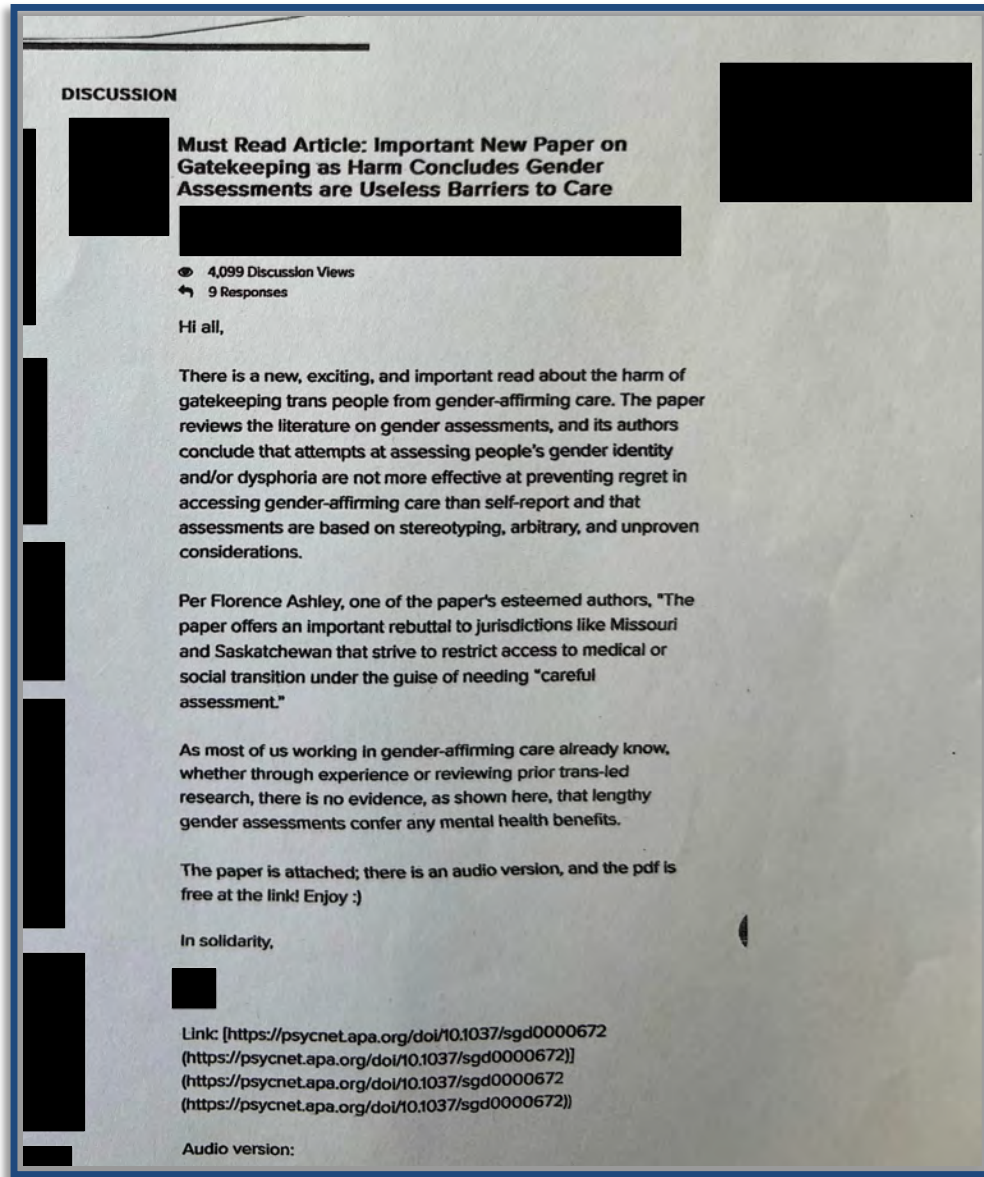 DISCUSSION
Must Read Article: Important New Paper on
Gatekeeping as Harm Concludes Gender
Assessments are Useless Barriers to Care
4,099 Discussion Views
9 Responses
Hi all,
There is a new, exciting, and important read about the harm of
gatekeeping trans people from gender-affirming care. The paper
reviews the literature on gender assessments, and its authors
conclude that attempts at assessing people's gender identity
and/or dysphoria are not more effective at preventing regret in
accessing gender-affirming care than self-report and that
assessments are based on stereotyping, arbitrary, and unproven
considerations.
Per Florence Ashley, one of the paper's esteemed authors, "The
paper offers an important rebuttal to jurisdictions like Missouri
and Saskatchewan that strive to restrict access to medical or
social transition under the guise of needing "careful
assessment."
As most of us working in gender-affirming care already know,
whether through experience or reviewing prior trans-led
research, there is no evidence, as shown here, that lengthy
gender assessments confer any mental health benefits.
The paper is attached; there is an audio version, and the pdf is
free at the link! Enjoy :)
In solidarity,
Link: [https://psycnet.apa.org/doi/10.1037/sgd0000672
(https://psycnet.apa.org/doi/10.1037/sgd0000672)]
(https://psycnet.apa.org/doi/10.1037/sgd0000672
(https://psycnet.apa.org/doi/10.1037/sgd0000672))
Audio version: